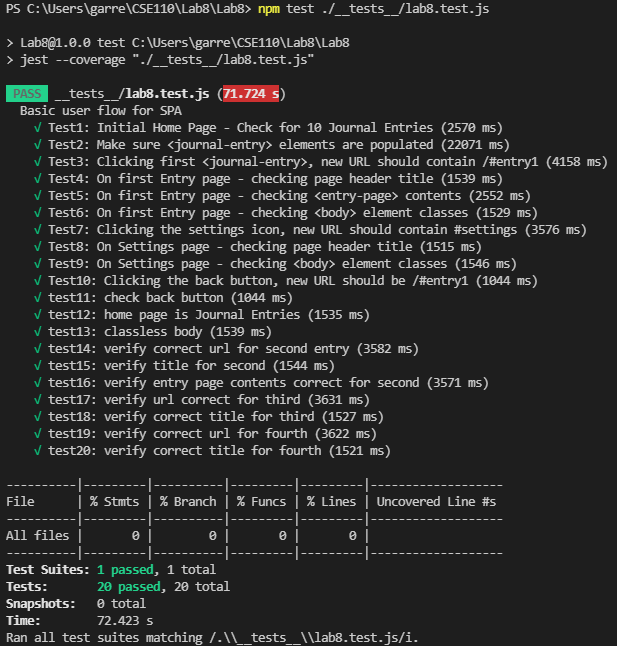 PS C:\Users\garre\CSE110\Lab8\Lab8> npm test ./__tests__/lab8.test.js
> Lab8@1.0.0 test C:\Users\garre\CSE110\Lab8\Lab8
> jest --coverage "./__tests__/lab8.test.js"
PASS __tests__/lab8.test.js (71.724 s)
Basic user flow for SPA
√ Test1: Initial Home Page - Check for 10 Journal Entries (2570 ms)
√ Test2: Make sure <journal-entry> elements are populated (22071 ms)
√ Test3: Clicking first <journal-entry>, new URL should contain /#entry1 (4158 ms)
√ Test4: On first Entry page - checking page header title (1539 ms)
√ Test5: On first Entry page - checking <entry-page> contents (2552 ms)
√ Test6: On first Entry page - checking <body> element classes (1529 ms)
√ Test7: Clicking the settings icon, new URL should contain #settings (3576 ms)
√ Test8: On Settings page - checking page header title (1515 ms)
√ Test9: On Settings page - checking <body> element classes (1546 ms)
√ Test10: Clicking the back button, new URL should be /#entry1 (1044 ms)
√ test11: check back button (1044 ms)
√ test12: home page is Journal Entries (1535 ms)
√ test13: classless body (1539 ms)
√ test14: verify correct url for second entry (3582 ms)
√ test15: verify title for second (1544 ms)
√ test16: verify entry page contents correct for second (3571 ms)
√ test17: verify url correct for third (3631 ms)
√ test18: verify correct title for third (1527 ms)
√ test19: verify correct url for fourth (3622 ms)
√ test20: verify correct title for fourth (1521 ms)
----------|---------|----------|---------|---------|-------------------
File      | % Stmts | % Branch | % Funcs | % Lines | Uncovered Line #s
----------|---------|----------|---------|---------|-------------------
All files |       0 |        0 |       0 |       0 |
----------|---------|----------|---------|---------|-------------------
Test Suites: 1 passed, 1 total
Tests:       20 passed, 20 total
Snapshots:   0 total
Time:        72.423 s
Ran all test suites matching /.\\__tests__\\lab8.test.js/i.